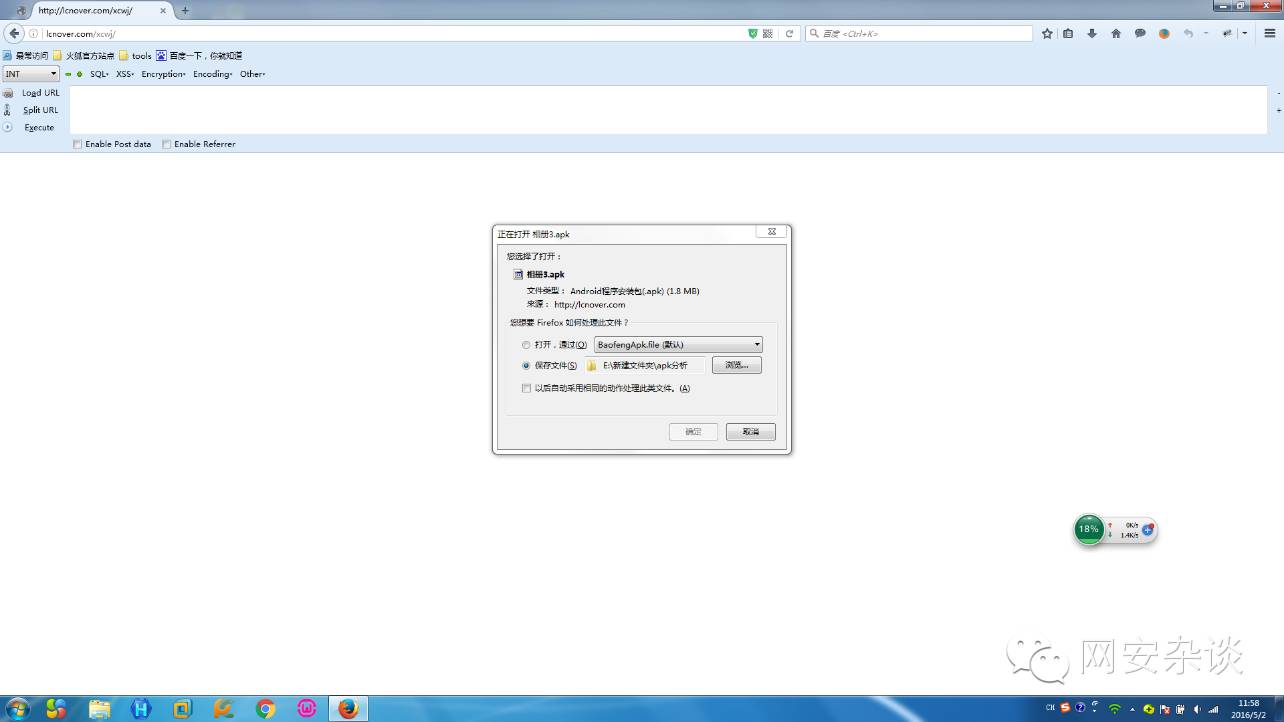 http://lcnover.com/xcwj/
lcnover.com/xcwj/
百度 <Ctrl+K>
最常访问 火狐官方站点 tools 百度一下，你就知道
INT SQL- XSS- Encryption- Encoding- Other-
Load URL
Split URL
Execute
Enable Post data Enable Referrer
正在打开 相册3.apk
您选择了打开：
相册3.apk
文件类型： Android程序安装包(.apk) (1.8 MB)
来源： http://lcnover.com
您想要 Firefox 如何处理此文件？
打开，通过(O) BaofengApk.file (默认)
保存文件(S) E:\新建文件夹\apk分析 浏览...
以后自动采用相同的动作处理此类文件。(A)
确定 取消
18% 0K/s
1.4K/s
网安杂谈
CH 11:58
2016/5/2